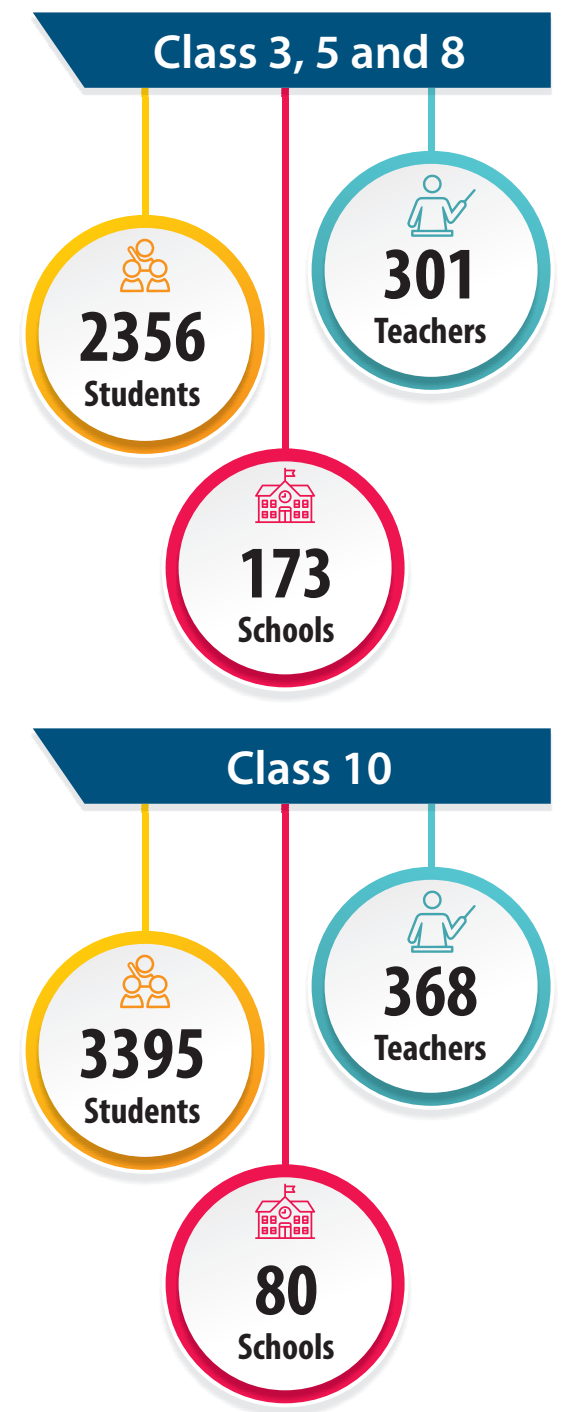 Class 3, 5 and 8
2356
Students
301
Teachers
173
Schools
Class 10
3395
Students
368
Teachers
80
Schools